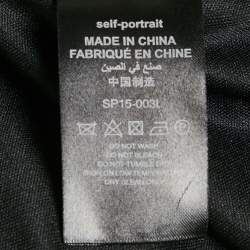 self-portrait
MADE IN CHINA
FABRIQUÉ EN CHINE
صنع في الصين
中国制造
SP15-003L
DO NOT WASH
DO NOT BLEACH
DO NOT TUMBLE DRY
IRON ON LOW TEMPERATURE
DRY CLEAN ONLY